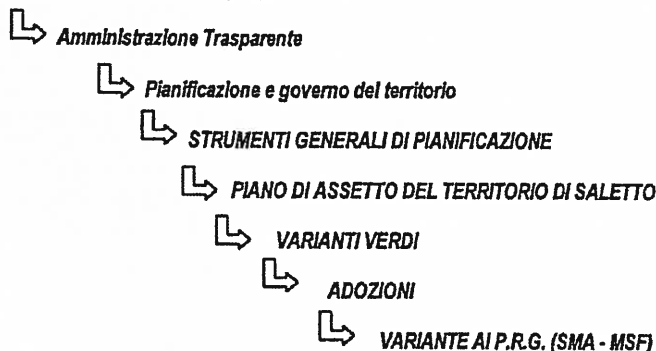 Amministrazione Trasparente
Pianificazione e governo del territorio
STRUMENTI GENERALI DI PIANIFICAZIONE
PIANO DI ASSETTO DEL TERRITORIO DI SALETTO
VARIANTI VERDI
ADOZIONI
VARIANTE AI P.R.G. (SMA - MSF)